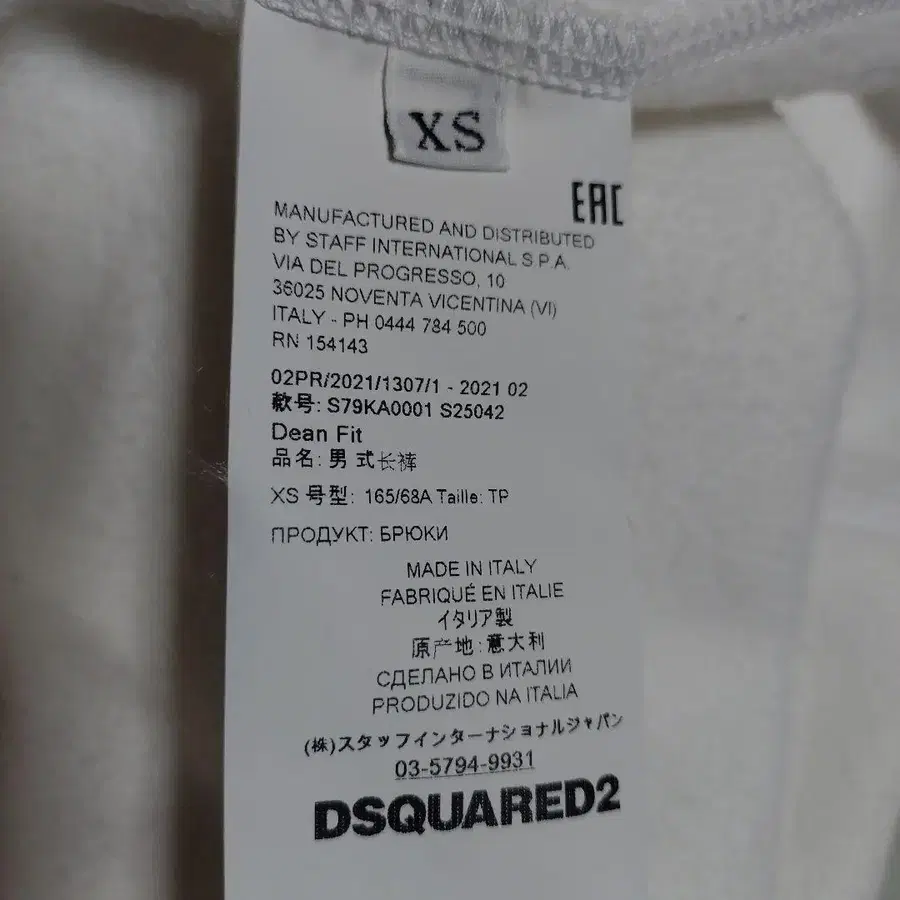 XS
EAC
MANUFACTURED AND DISTRIBUTED
BY STAFF INTERNATIONAL S.P.A.
VIA DEL PROGRESSO, 10
36025 NOVENTA VICENTINA (VI)
ITALY - PH 0444 784 500
RN 154143
02PR/2021/1307/1 - 2021 02
款号: S79KA0001 S25042
Dean Fit
品名: 男 式长裤
XS 号型: 165/68A Taille: TP
ПРОДУКТ: БРЮКИ
MADE IN ITALY
FABRIQUÉ EN ITALIE
イタリア製
原产地:意大利
СДЕЛАНО В ИТАЛИИ
PRODUZIDO NA ITALIA
(株)スタッフインターナショナルジャパン
03-5794-9931
DSQUARED2